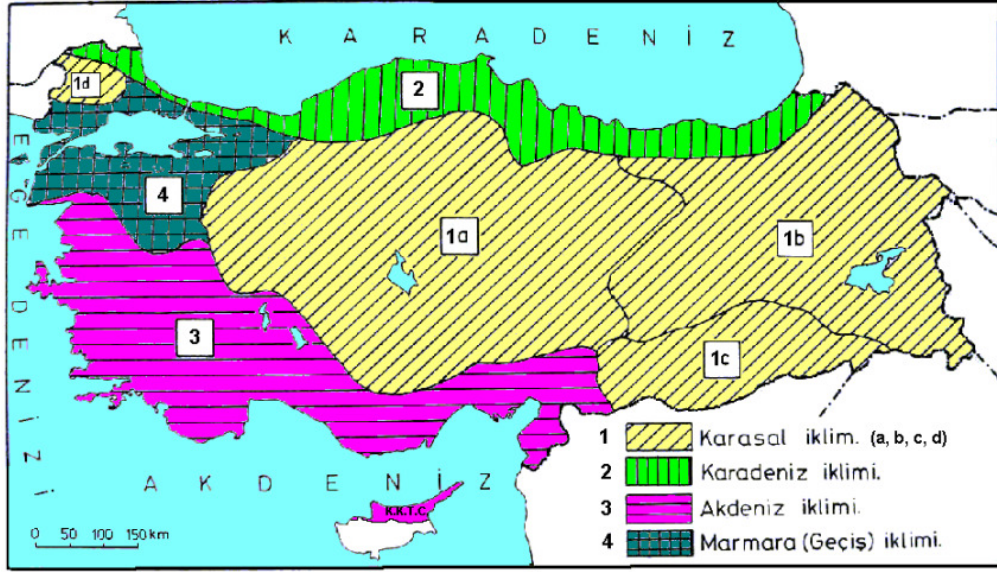 K A R A D E N İ Z
1d
2
E G E D E N İ Z İ
4
1a
1b
3
1c
A K D E N İ Z
K.K.T.C.
0 50 100 150 km
1 Karasal iklim. (a, b, c, d)
2 Karadeniz iklimi.
3 Akdeniz iklimi.
4 Marmara (Geçiş) iklimi.